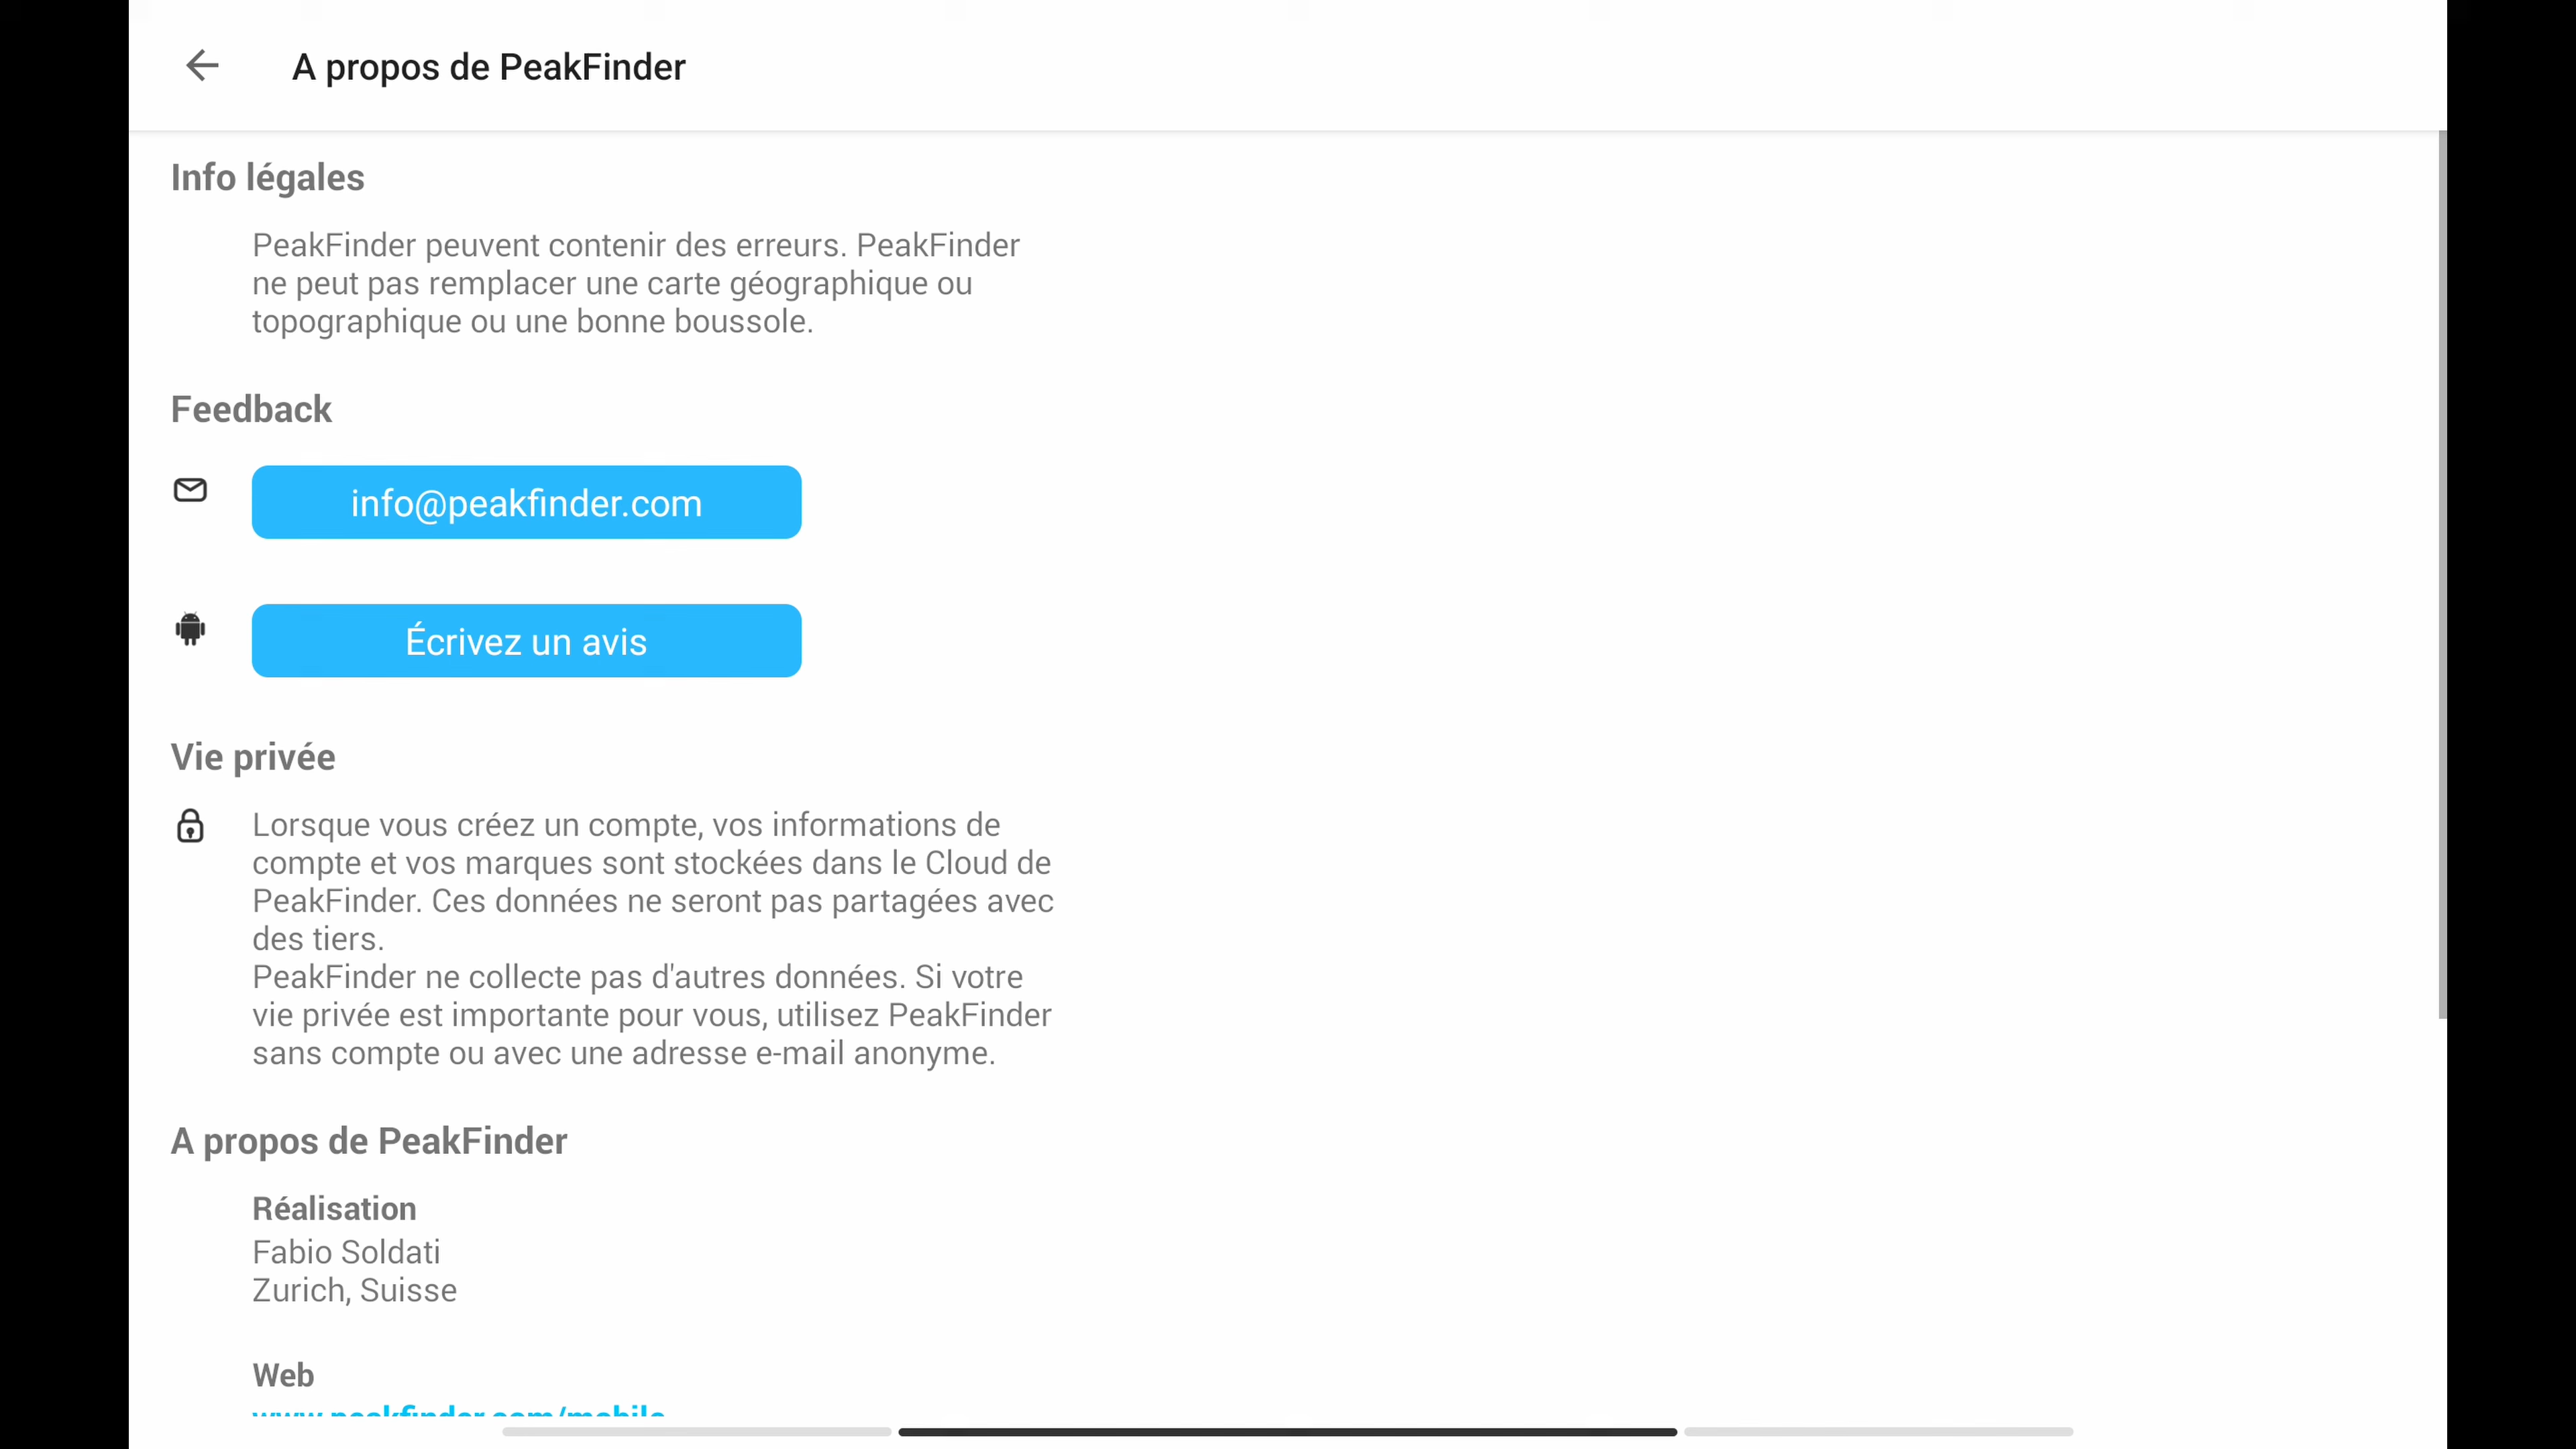 A propos de PeakFinder
Info légales
PeakFinder peuvent contenir des erreurs. PeakFinder
ne peut pas remplacer une carte géographique ou
topographique ou une bonne boussole.
Feedback
info@peakfinder.com
Écrivez un avis
Vie privée
Lorsque vous créez un compte, vos informations de
compte et vos marques sont stockées dans le Cloud de
PeakFinder. Ces données ne seront pas partagées avec
des tiers.
PeakFinder ne collecte pas d'autres données. Si votre
vie privée est importante pour vous, utilisez PeakFinder
sans compte ou avec une adresse e-mail anonyme.
A propos de PeakFinder
Réalisation
Fabio Soldati
Zurich, Suisse
Web
www.peakfinder.com/mobile